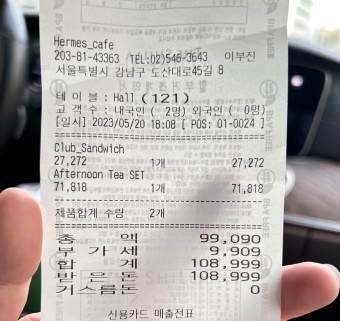 Hermes_cafe
203-81-43363 TEL:02)546-3643 이부진
서울특별시 강남구 도산대로45길 8
테 이 블 : Hall (121)
고 객 수 : 내국인 ( 2명) 외국인 ( 0명)
[일시] 2023/05/20 18:08 [ POS: 01-0024 ]
Club_Sandwich
27,272 1개 27,272
Afternoon Tea SET
71,818 1개 71,818
제품합계 수량 2개
총 액 99,090
부 가 세 9,909
합 계 108,999
받 은 돈 108,999
거스름돈 0
신용카드 매출전표
BPA FREE